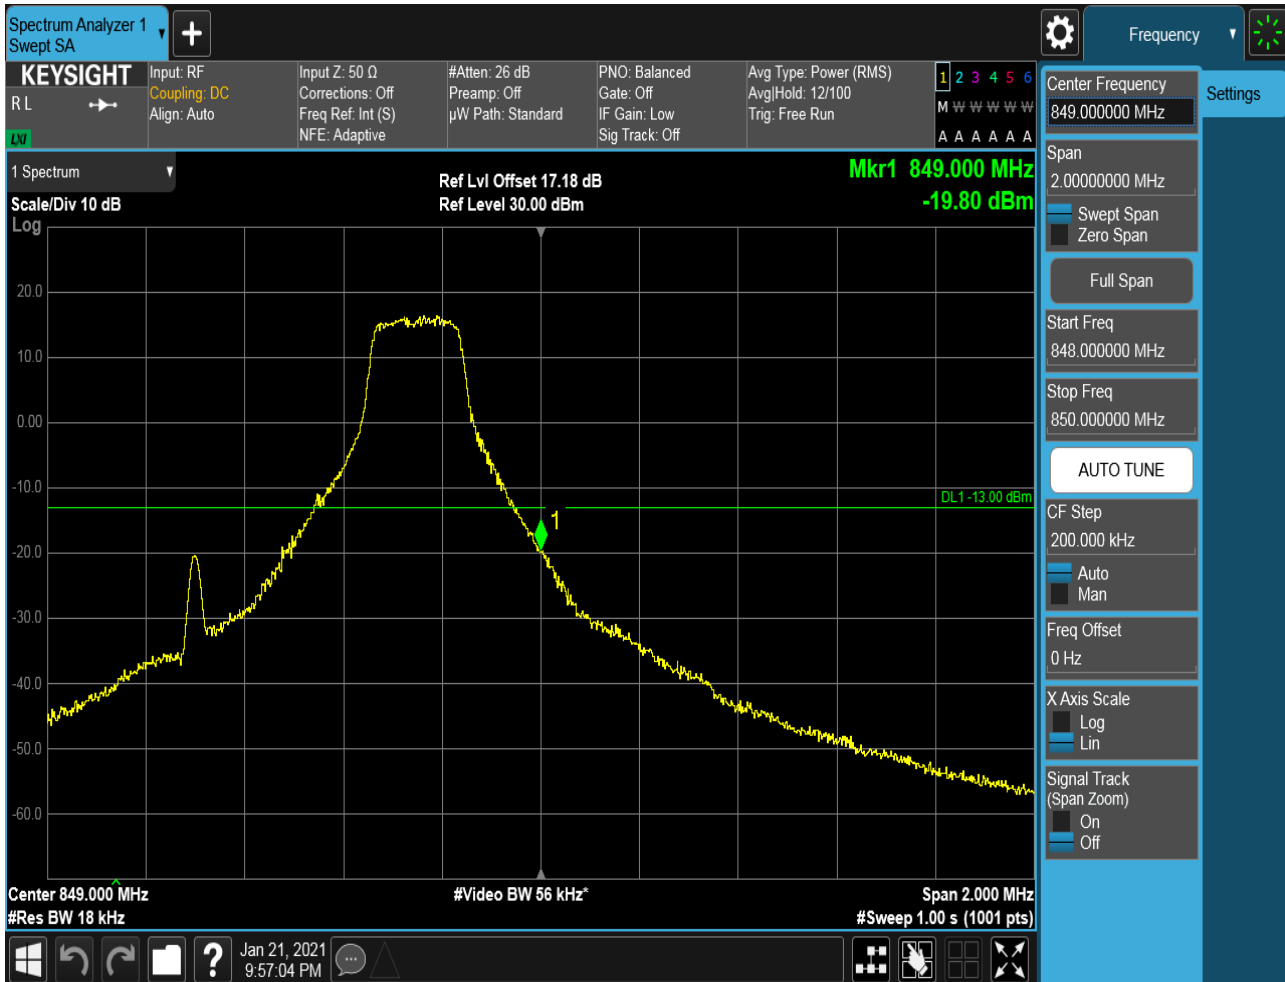 Spectrum Analyzer 1
Swept SA
+
Frequency
KEYSIGHT
R L
LXI
Input: RF
Coupling: DC
Align: Auto
Input Z: 50 Ω
Corrections: Off
Freq Ref: Int (S)
NFE: Adaptive
#Atten: 26 dB
Preamp: Off
µW Path: Standard
PNO: Balanced
Gate: Off
IF Gain: Low
Sig Track: Off
Avg Type: Power (RMS)
Avg|Hold: 12/100
Trig: Free Run
1 2 3 4 5 6
M W W W W W
A A A A A A
1 Spectrum
Scale/Div 10 dB
Log
Ref Lvl Offset 17.18 dB
Ref Level 30.00 dBm
Mkr1 849.000 MHz
-19.80 dBm
20.0
10.0
0.00
-10.0
-20.0
-30.0
-40.0
-50.0
-60.0
DL1 -13.00 dBm
1
Center 849.000 MHz
#Res BW 18 kHz
#Video BW 56 kHz*
Span 2.000 MHz
#Sweep 1.00 s (1001 pts)
Center Frequency
849.000000 MHz
Settings
Span
2.00000000 MHz
Swept Span
Zero Span
Full Span
Start Freq
848.000000 MHz
Stop Freq
850.000000 MHz
AUTO TUNE
CF Step
200.000 kHz
Auto
Man
Freq Offset
0 Hz
X Axis Scale
Log
Lin
Signal Track
(Span Zoom)
On
Off
?
Jan 21, 2021
9:57:04 PM